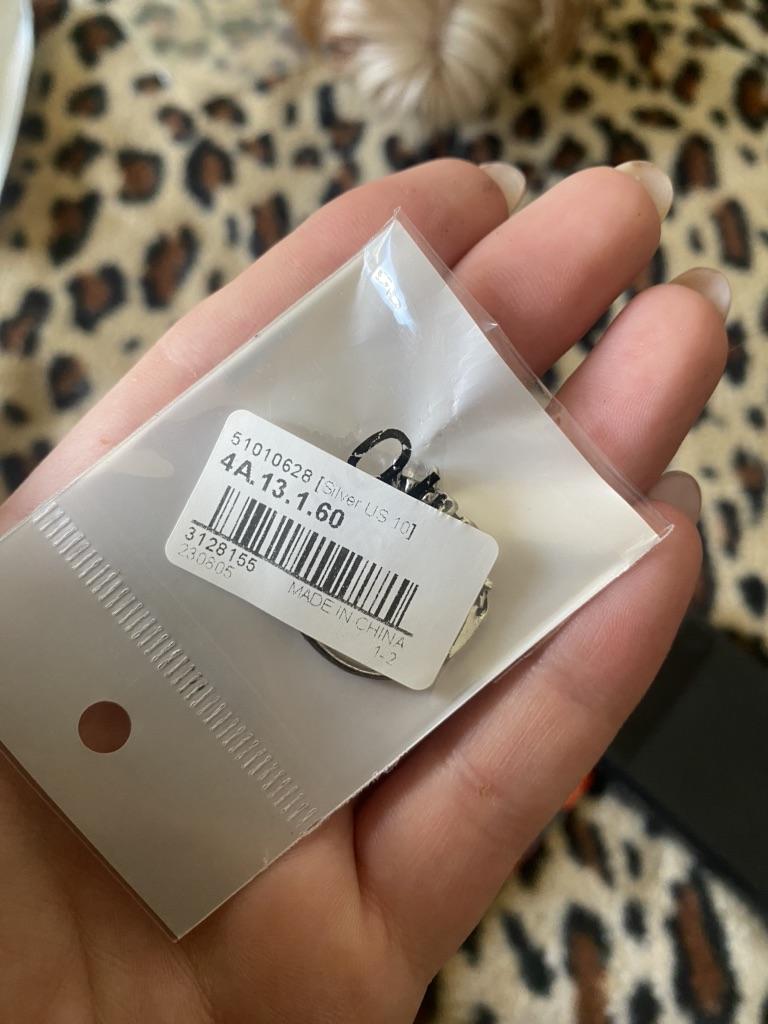 51010628 [Silver US 10]
4A.13.1.60
3128155
230605
MADE IN CHINA
1-2